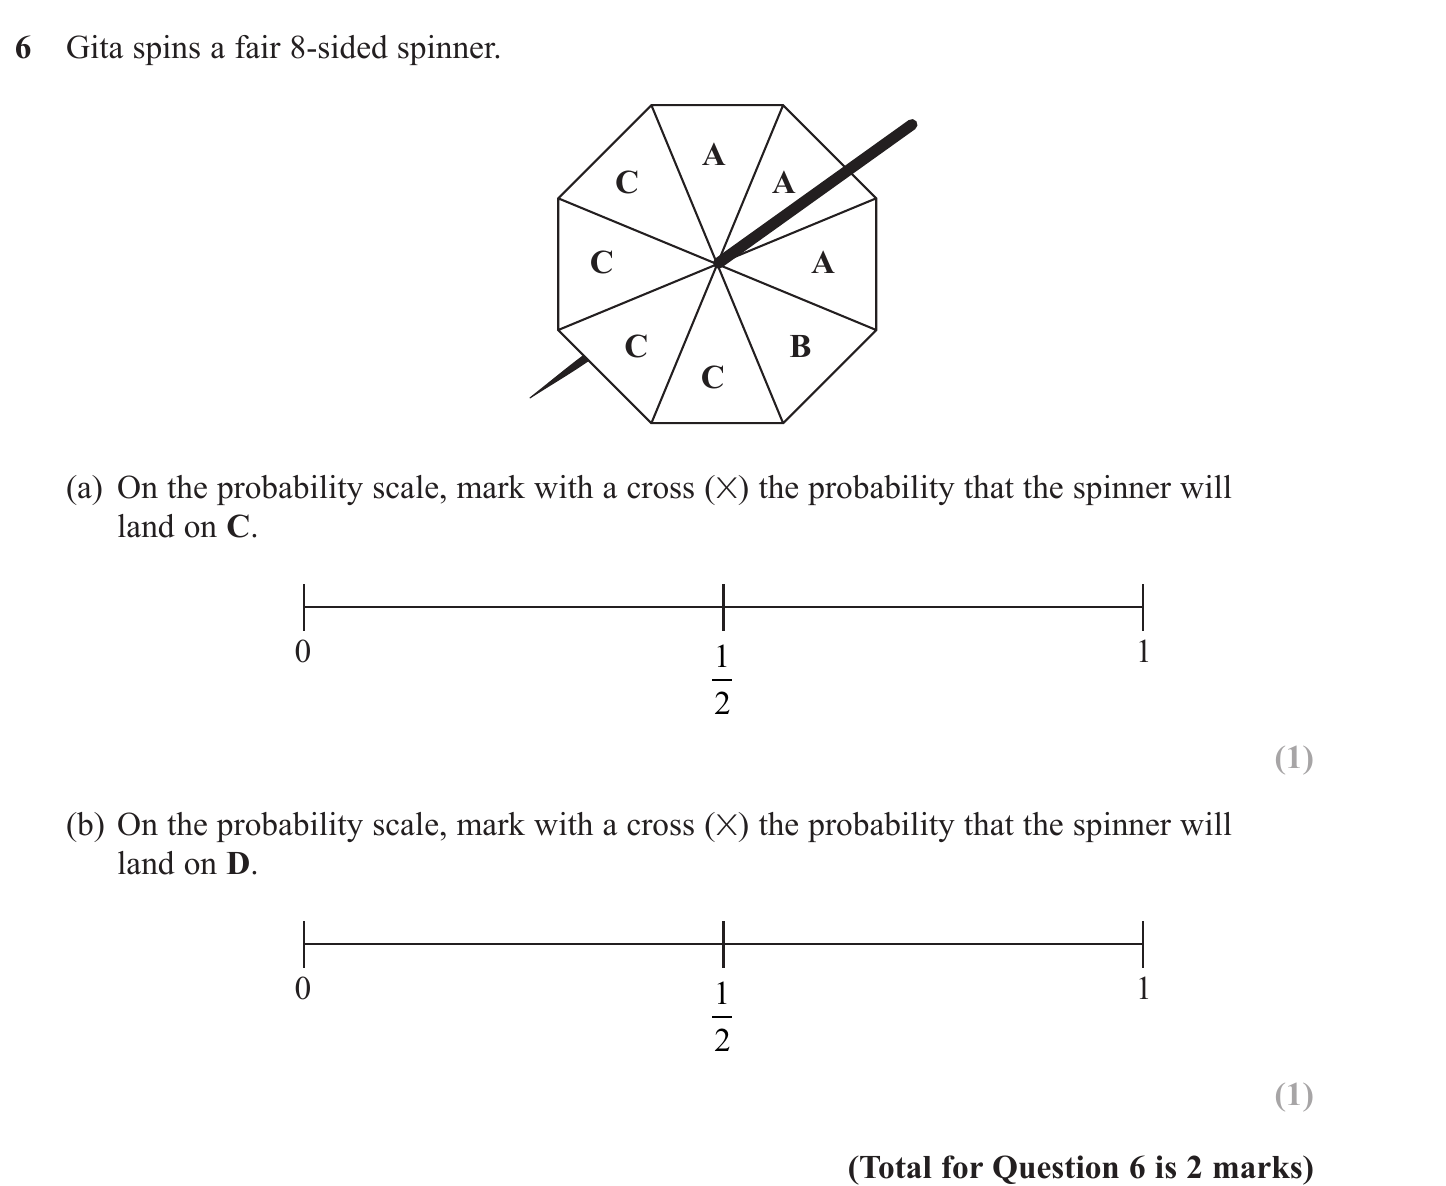 6 Gita spins a fair 8-sided spinner.
A
C
A
C
A
C
B
C
(a) On the probability scale, mark with a cross (×) the probability that the spinner will
land on C.
0
1
1
2
(1)
(b) On the probability scale, mark with a cross (×) the probability that the spinner will
land on D.
0
1
1
2
(1)
(Total for Question 6 is 2 marks)